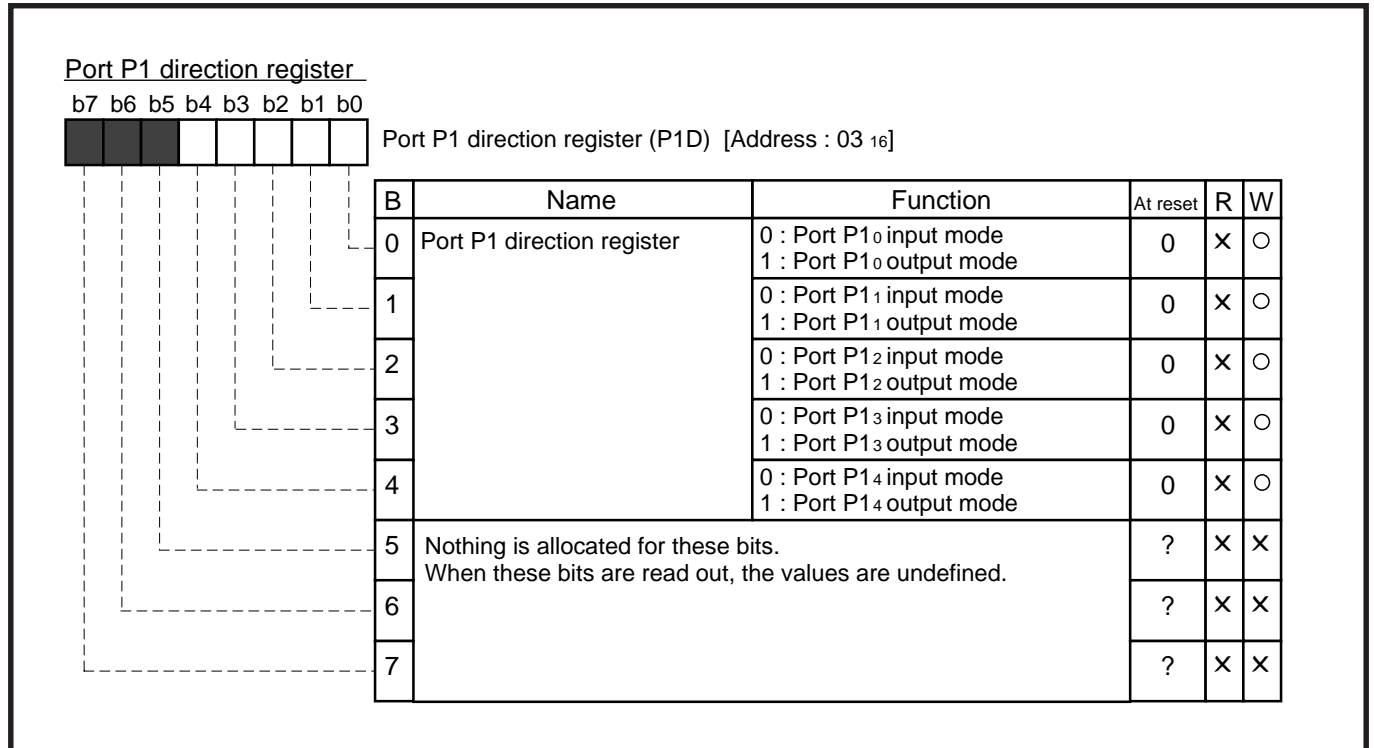 Port P1 direction register
b7 b6 b5 b4 b3 b2 b1 b0
Port P1 direction register (P1D) [Address : 03 16]
B Name Function At reset R W
0 Port P1 direction register 0 : Port P10 input mode 0 × ○
1 : Port P10 output mode
1 0 : Port P11 input mode 0 × ○
1 : Port P11 output mode
2 0 : Port P12 input mode 0 × ○
1 : Port P12 output mode
3 0 : Port P13 input mode 0 × ○
1 : Port P13 output mode
4 0 : Port P14 input mode 0 × ○
1 : Port P14 output mode
5 Nothing is allocated for these bits. ? × ×
When these bits are read out, the values are undefined.
6 ? × ×
7 ? × ×